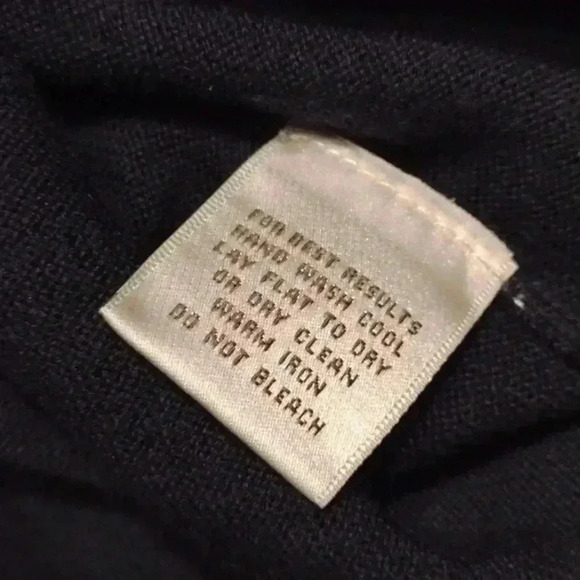 FOR BEST RESULTS
HAND WASH COOL
LAY FLAT TO DRY
OR DRY CLEAN
WARM IRON
DO NOT BLEACH